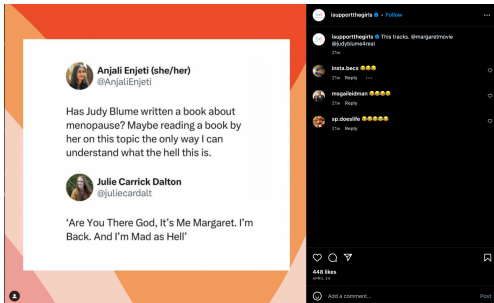 Anjali Enjeti (she/her)
@AnjaliEnjeti
Has Judy Blume written a book about
menopause? Maybe reading a book by
her on this topic the only way I can
understand what the hell this is.
Julie Carrick Dalton
@juliecardalt
‘Are You There God, It's Me Margaret. I'm
Back. And I'm Mad as Hell’
isupportthegirls • Follow
isupportthegirls This tracks. @margaretmovie
@judyblume4real
21w
insta.becs 😂😂😂
21w Reply
msgaileidman 😂😂😂😂
21w Reply
sp.doeslife 😂😂😂😂😂
21w Reply
448 likes
APRIL 24
Add a comment...
Post